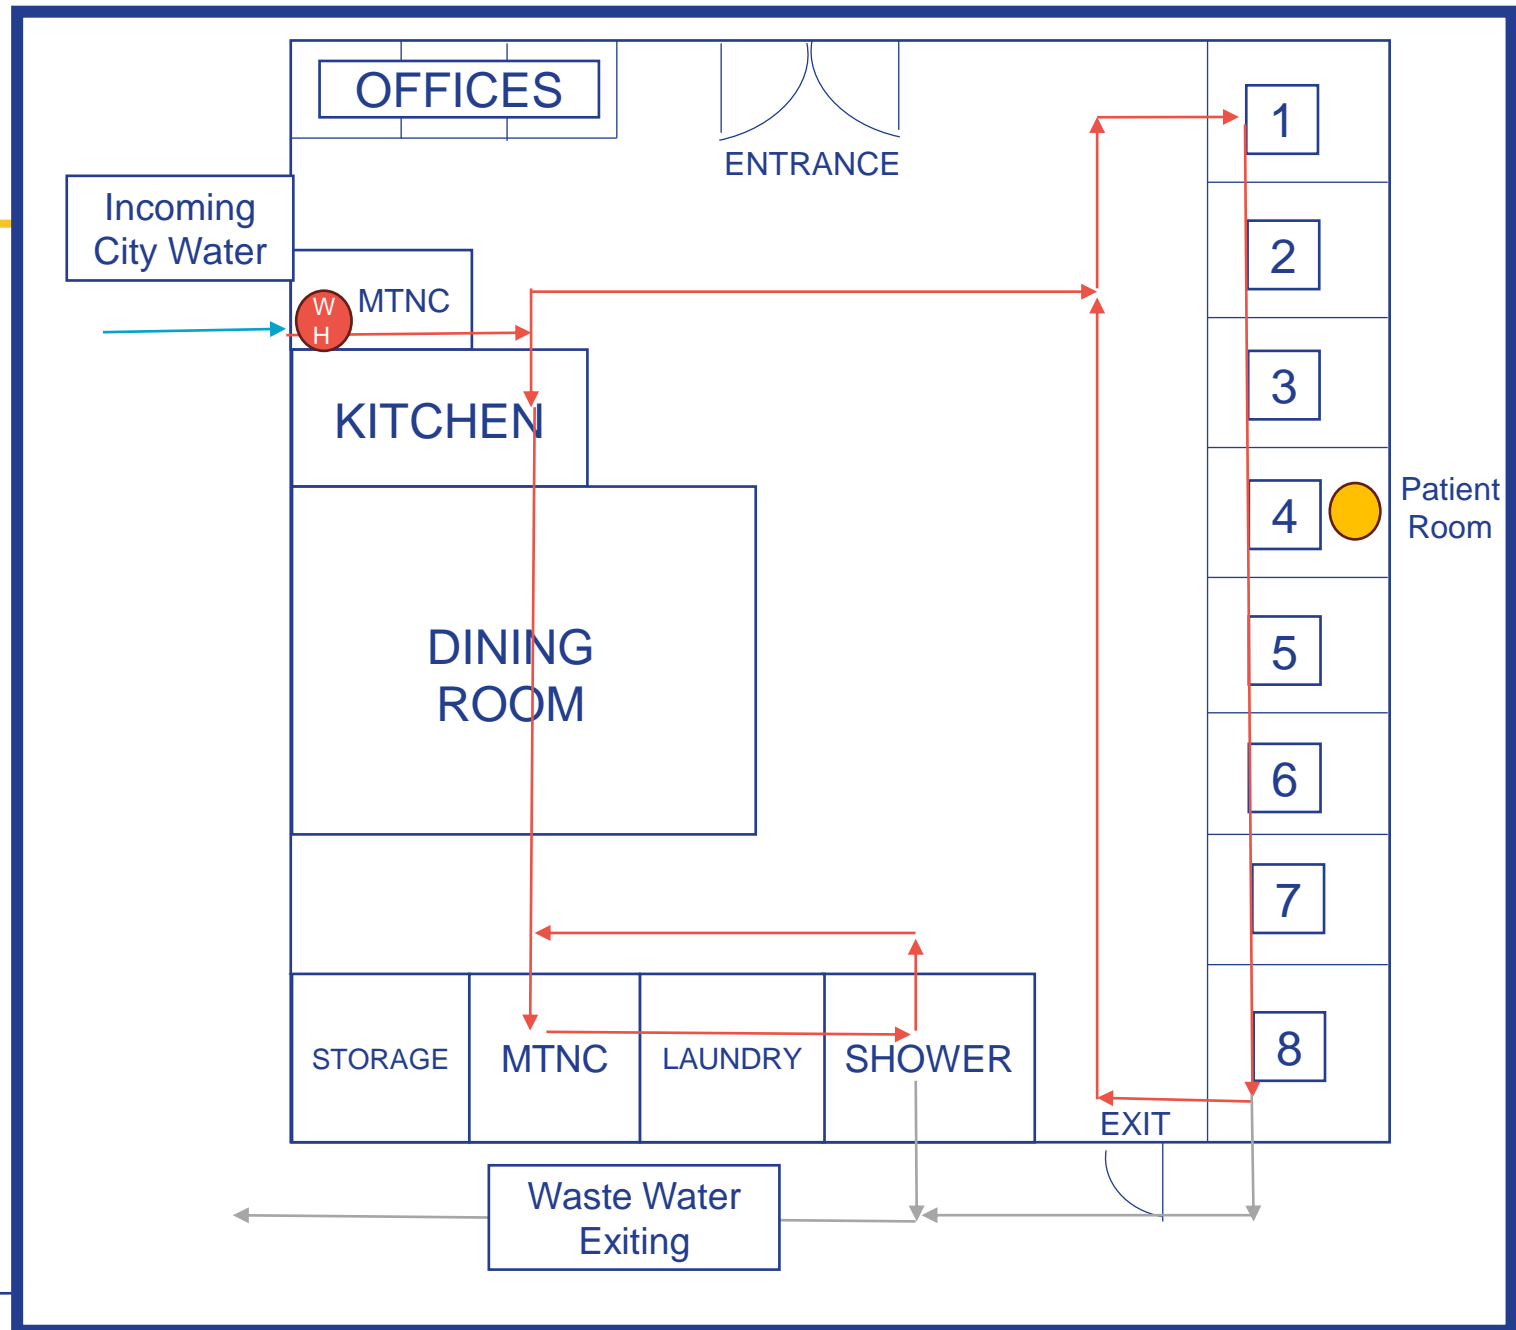 OFFICES
ENTRANCE
Incoming
City Water
W
H
MTNC
KITCHEN
DINING
ROOM
STORAGE
MTNC
LAUNDRY
SHOWER
EXIT
1
2
3
4
Patient
Room
5
6
7
8
Waste Water
Exiting